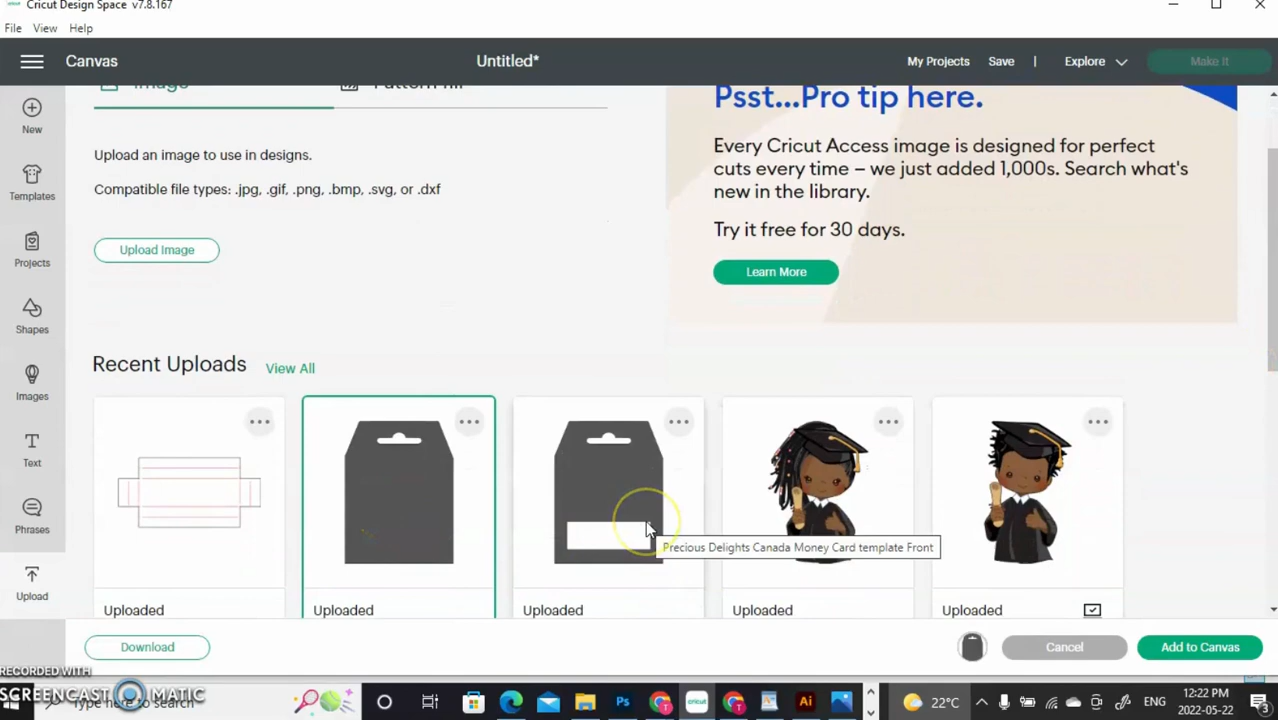 Cricut Design Space v7.8.167
File View Help
Canvas
Untitled*
My Projects Save | Explore Make It
New
Templates
Projects
Shapes
Images
Text
Phrases
Upload
Image Pattern fill
Upload an image to use in designs.
Compatible file types: .jpg, .gif, .png, .bmp, .svg, or .dxf
Upload Image
Psst...Pro tip here.
Every Cricut Access image is designed for perfect
cuts every time – we just added 1,000s. Search what's
new in the library.
Try it free for 30 days.
Learn More
Recent Uploads View All
Precious Delights Canada Money Card template Front
Uploaded Uploaded Uploaded Uploaded Uploaded
Download
Cancel Add to Canvas
RECORDED WITH
SCREENCAST MATIC
Type here to search
cricut
Ps
Ai
22°C
ENG
12:22 PM
2022-05-22
3